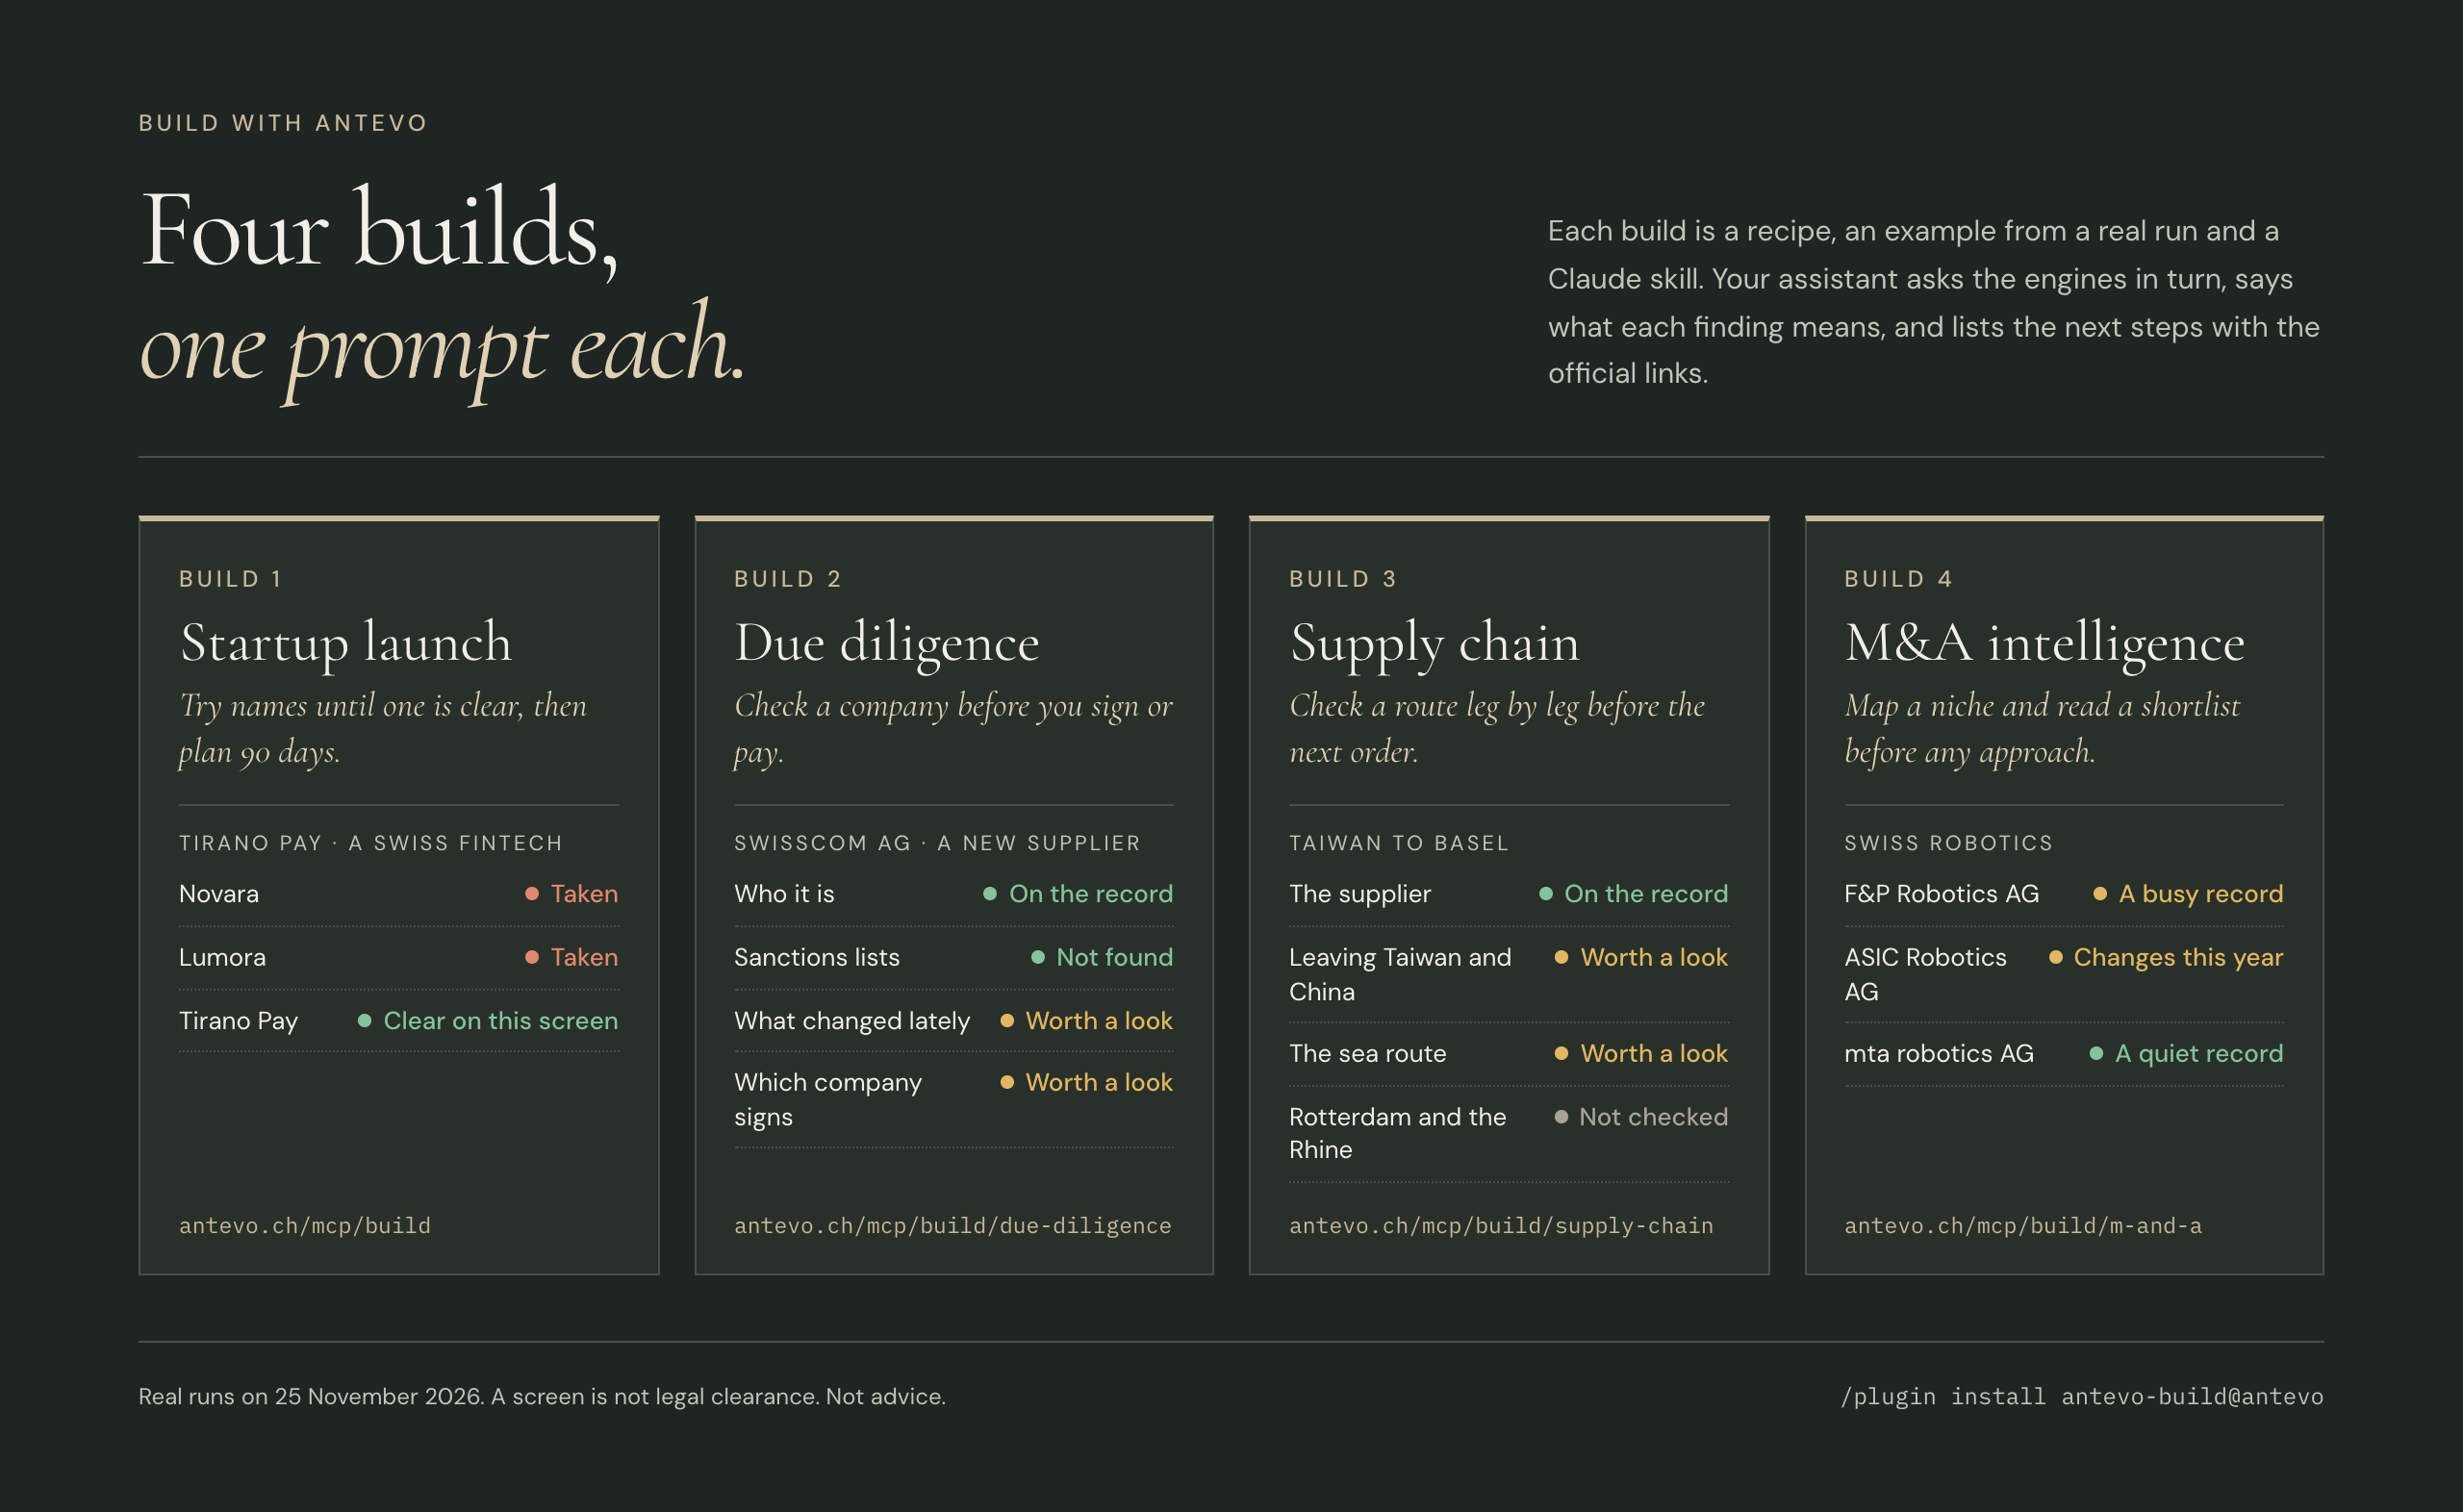 BUILD WITH ANTEVO
Four builds,
one prompt each.
Each build is a recipe, an example from a real run and a
Claude skill. Your assistant asks the engines in turn, says
what each finding means, and lists the next steps with the
official links.
BUILD 1
Startup launch
Try names until one is clear, then
plan 90 days.
TIRANO PAY · A SWISS FINTECH
Novara Taken
Lumora Taken
Tirano Pay Clear on this screen
antevo.ch/mcp/build
BUILD 2
Due diligence
Check a company before you sign or
pay.
SWISSCOM AG · A NEW SUPPLIER
Who it is On the record
Sanctions lists Not found
What changed lately Worth a look
Which company Worth a look
signs
antevo.ch/mcp/build/due-diligence
BUILD 3
Supply chain
Check a route leg by leg before the
next order.
TAIWAN TO BASEL
The supplier On the record
Leaving Taiwan and Worth a look
China
The sea route Worth a look
Rotterdam and the Not checked
Rhine
antevo.ch/mcp/build/supply-chain
BUILD 4
M&A intelligence
Map a niche and read a shortlist
before any approach.
SWISS ROBOTICS
F&P Robotics AG A busy record
ASIC Robotics Changes this year
AG
mta robotics AG A quiet record
antevo.ch/mcp/build/m-and-a
Real runs on 25 November 2026. A screen is not legal clearance. Not advice.
/plugin install antevo-build@antevo